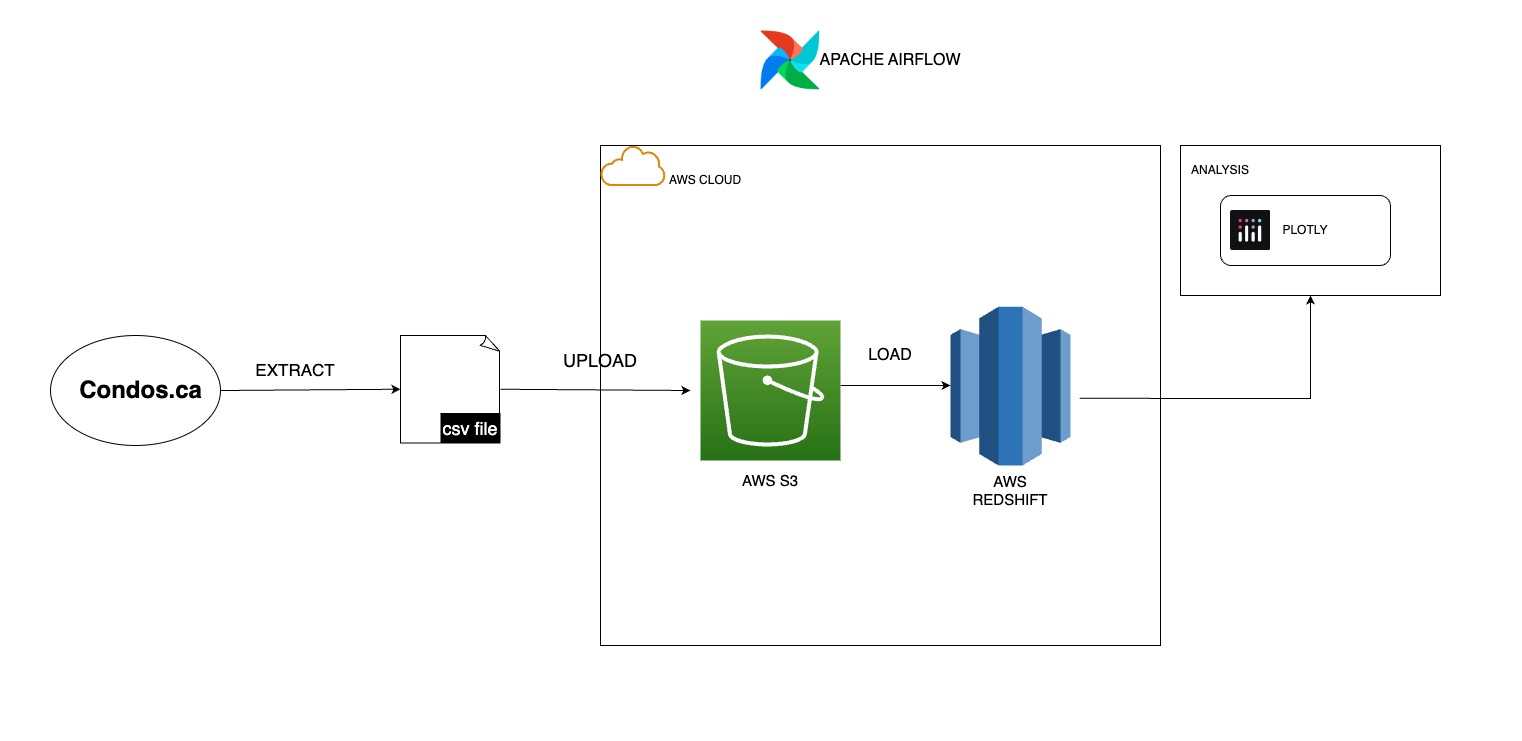 APACHE AIRFLOW
AWS CLOUD
ANALYSIS
PLOTLY
Condos.ca
EXTRACT
csv file
UPLOAD
LOAD
AWS S3
AWS
REDSHIFT